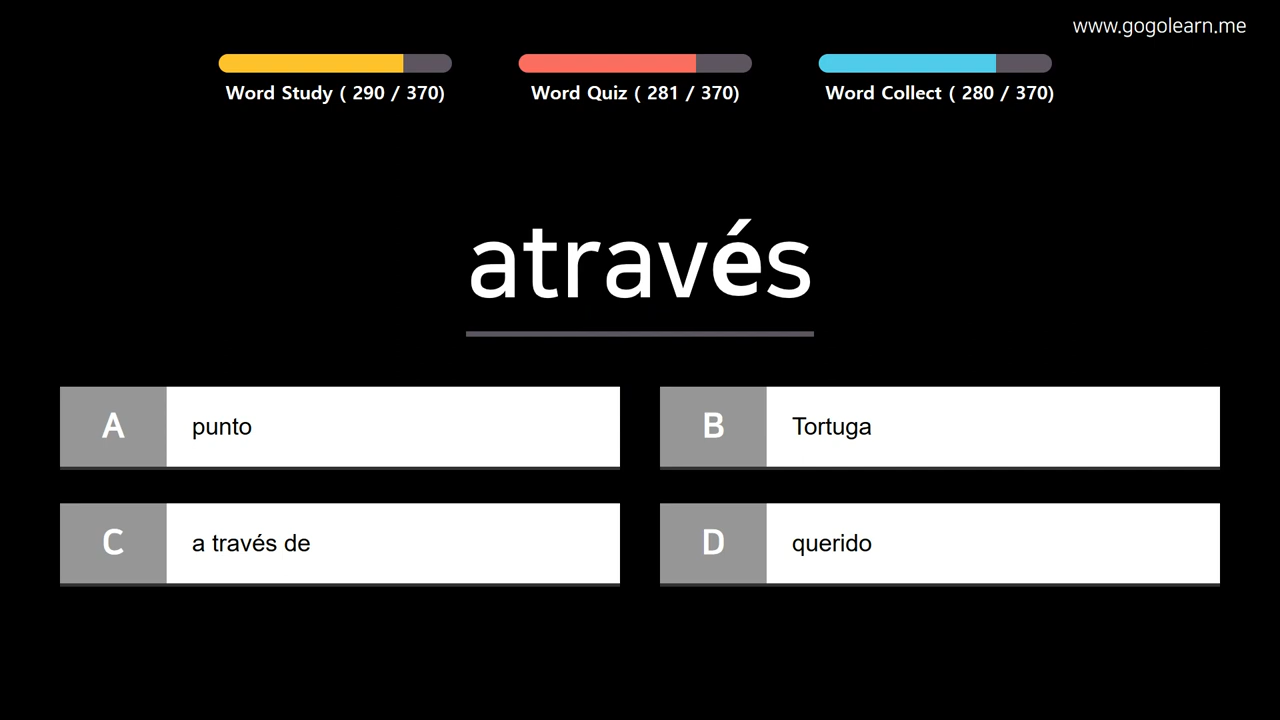 www.gogolearn.me
Word Study ( 290 / 370)
Word Quiz ( 281 / 370)
Word Collect ( 280 / 370)
através
A punto
B Tortuga
C a través de
D querido